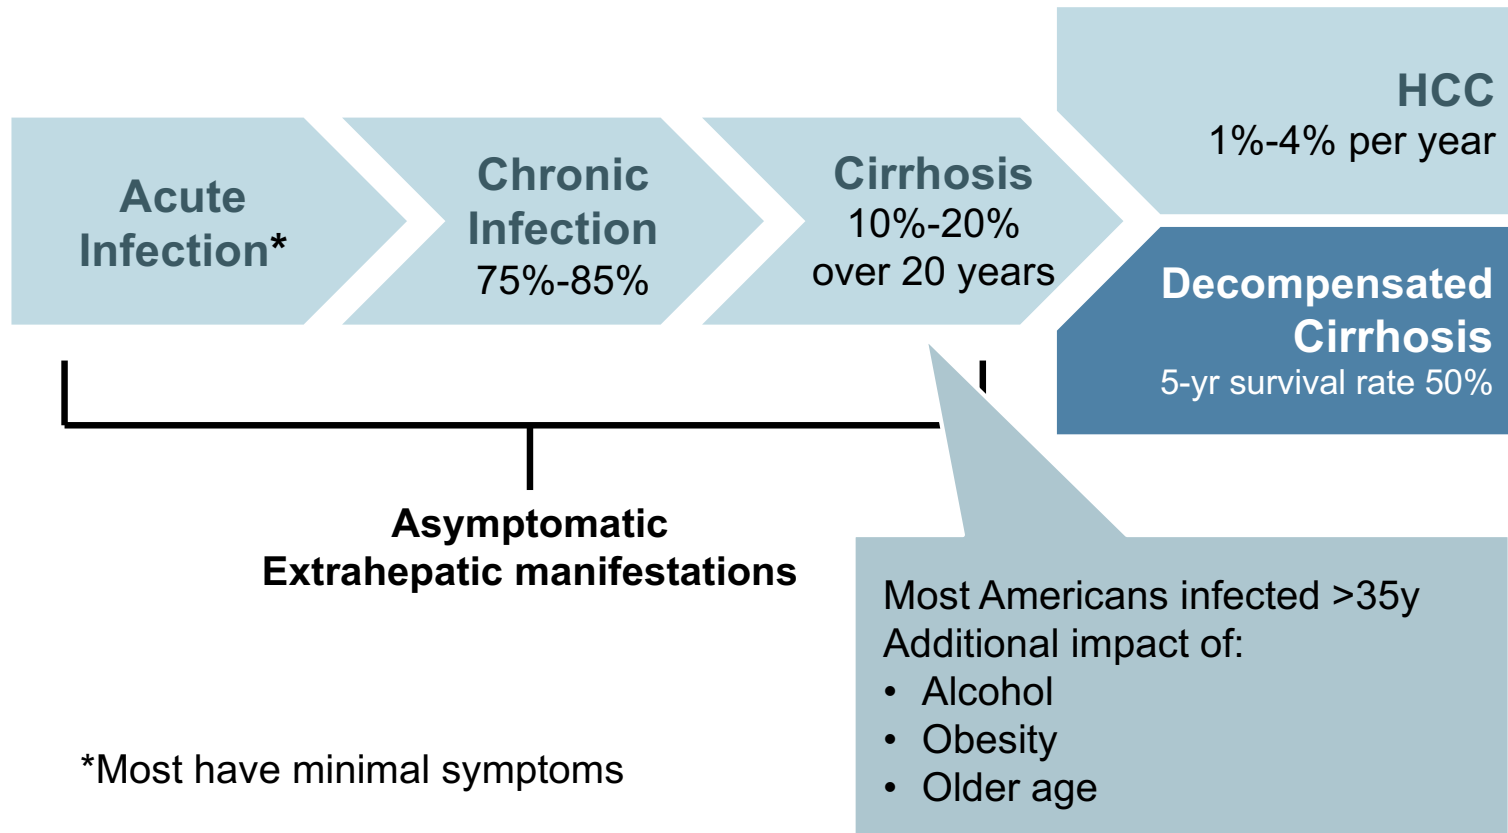 Acute
Infection*
Chronic
Infection
75%-85%
Cirrhosis
10%-20%
over 20 years
HCC
1%-4% per year
Decompensated
Cirrhosis
5-yr survival rate 50%
Asymptomatic
Extrahepatic manifestations
Most Americans infected >35y
Additional impact of:
• Alcohol
• Obesity
• Older age
*Most have minimal symptoms